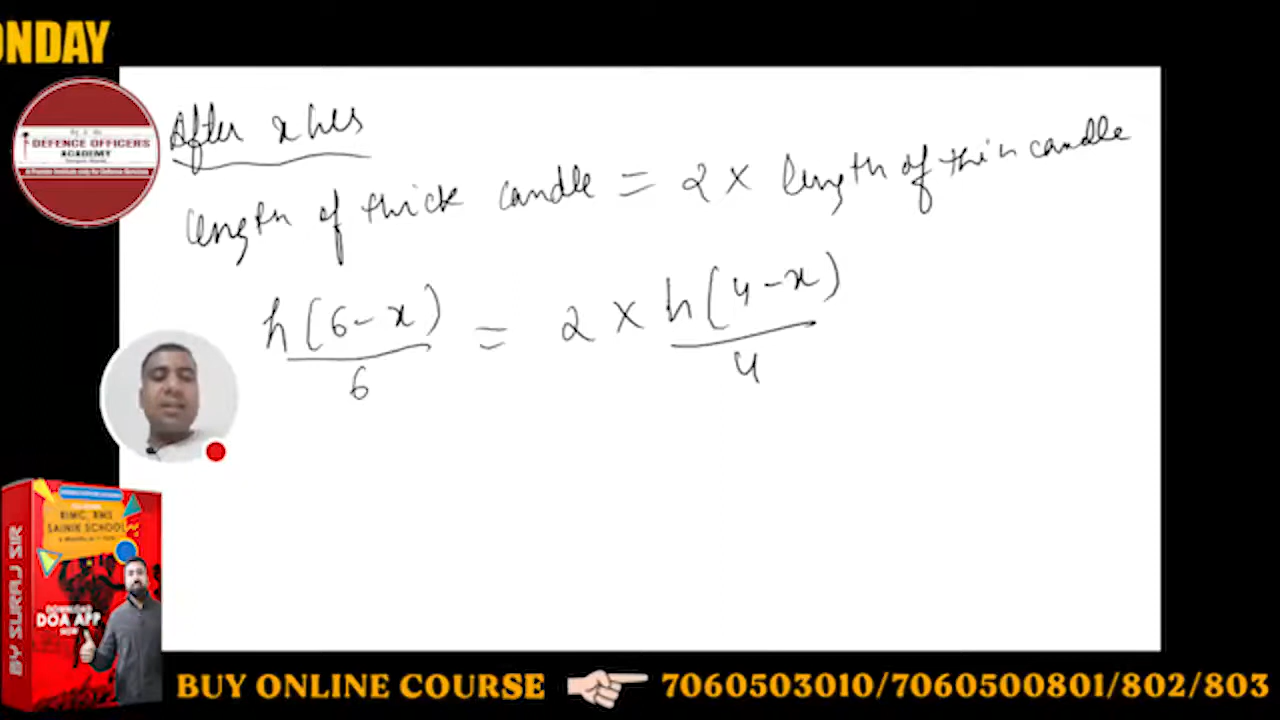 ONDAY
DEFENCE OFFICER'S
ACADEMY
After x hrs
length of thick candle = 2 × length of thin candle
h(6-x)/6 = 2 × h(4-x)/4
RIMC, RMS
SAINIK SCHOOL
BY SURAJ SIR
DOWNLOAD
DOA APP
NOW
BUY ONLINE COURSE 7060503010/7060500801/802/803